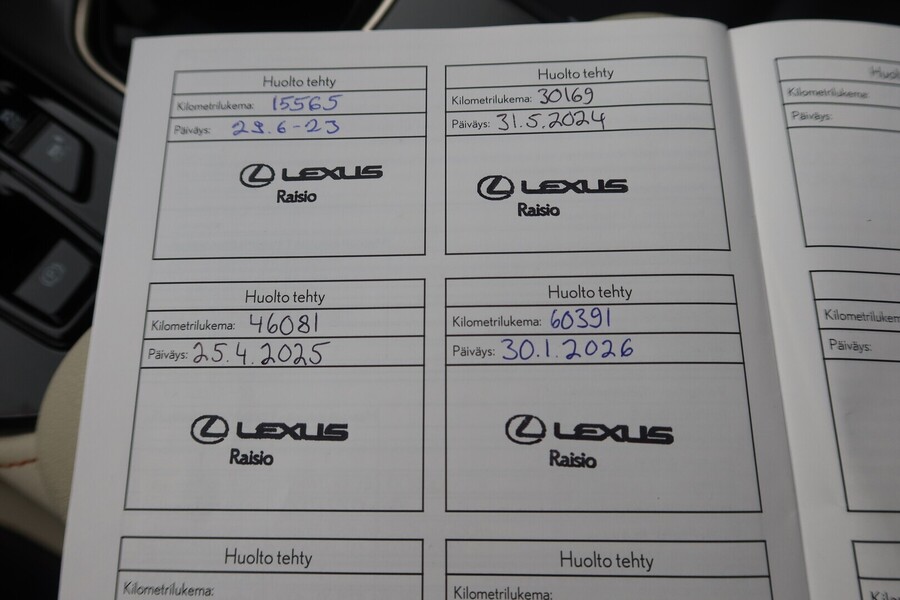 Huolto tehty
Kilometrilukema: 15565
Päiväys: 29.6-23
LEXUS
Raisio
Huolto tehty
Kilometrilukema: 30169
Päiväys: 31.5.2024
LEXUS
Raisio
Huolto tehty
Kilometrilukema: 46081
Päiväys: 25.4.2025
LEXUS
Raisio
Huolto tehty
Kilometrilukema: 60391
Päiväys: 30.1.2026
LEXUS
Raisio
Huolto tehty
Kilometrilukema:
Huolto tehty
Kilometrilukema:
Kilometrilukema:
Päiväys:
Päiväys: